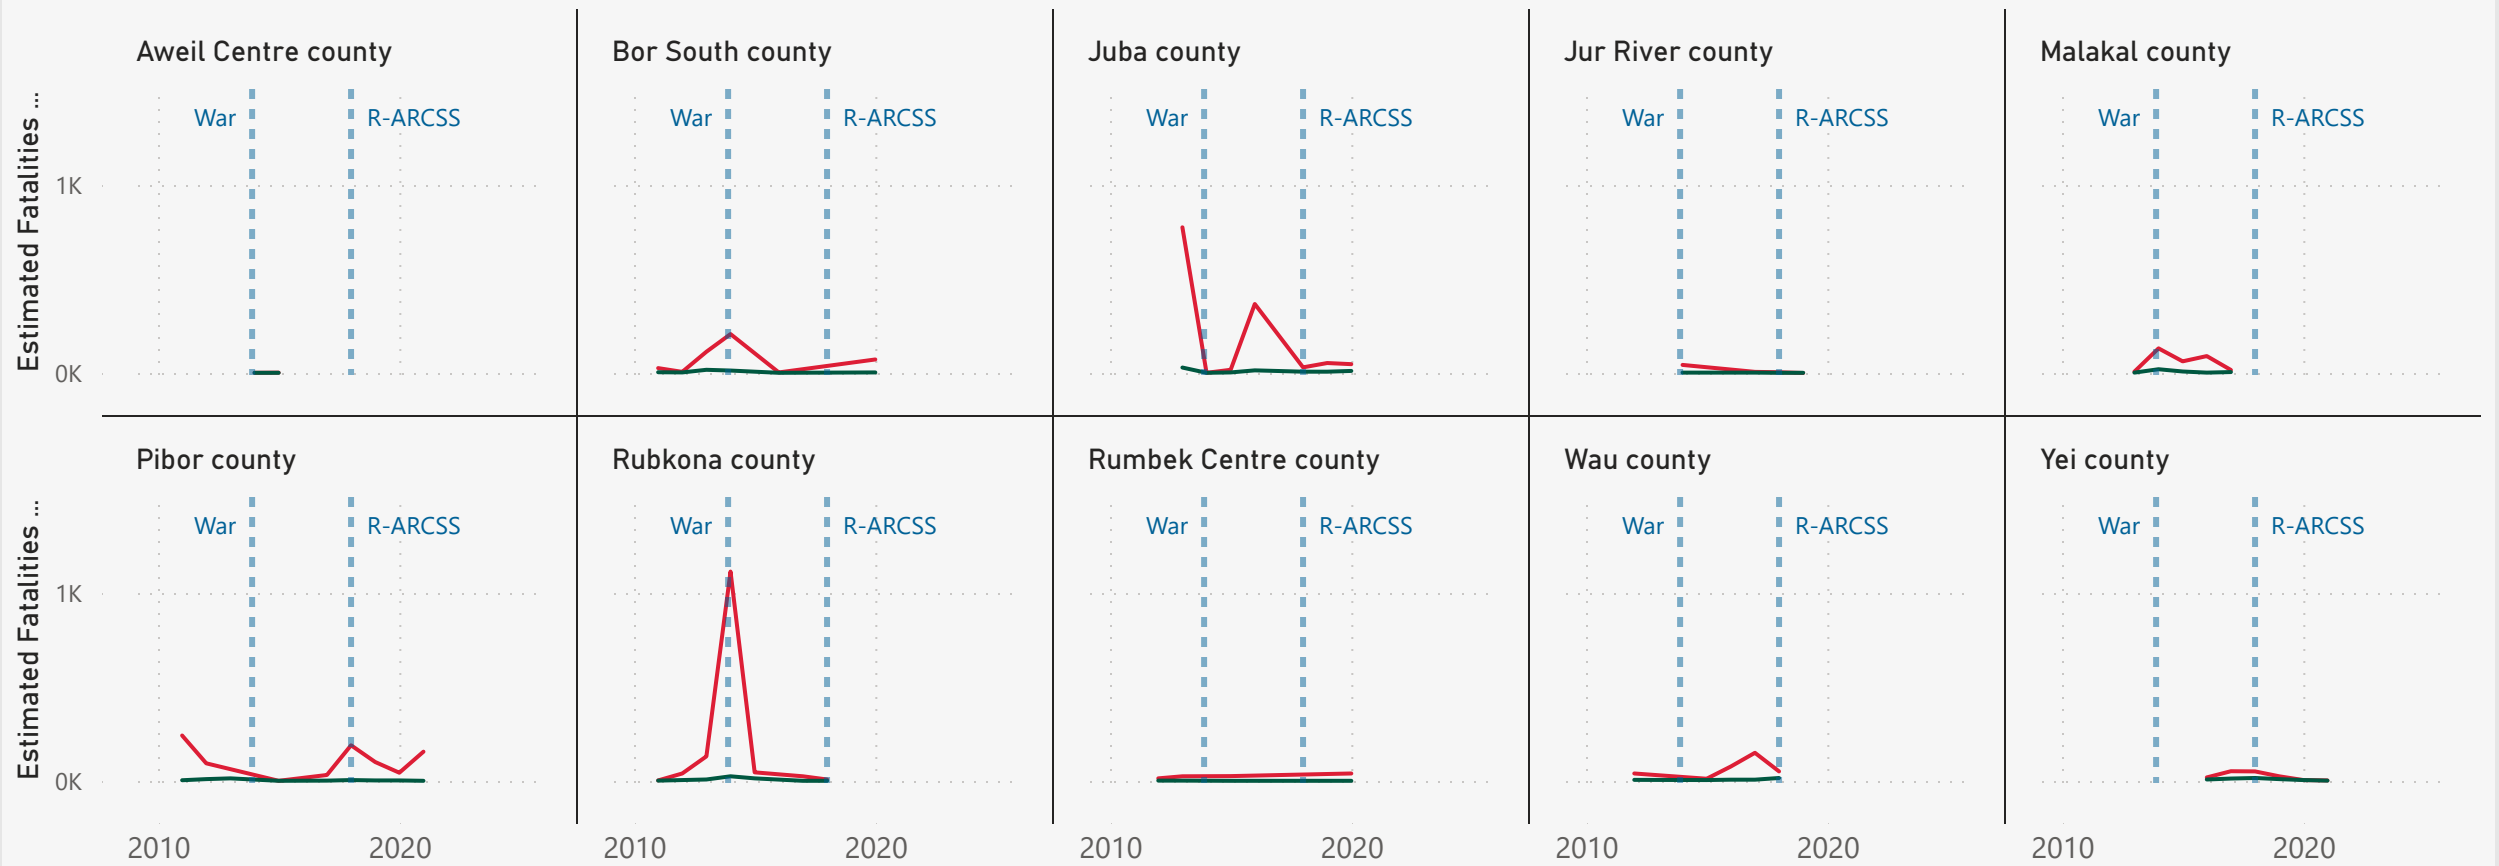 Aweil Centre county
Bor South county
Juba county
Jur River county
Malakal county
Estimated Fatalities ...
1K
0K
War
R-ARCSS
War
R-ARCSS
War
R-ARCSS
War
R-ARCSS
War
R-ARCSS
Pibor county
Rubkona county
Rumbek Centre county
Wau county
Yei county
Estimated Fatalities ...
1K
0K
War
R-ARCSS
War
R-ARCSS
War
R-ARCSS
War
R-ARCSS
War
R-ARCSS
2010
2020
2010
2020
2010
2020
2010
2020
2010
2020